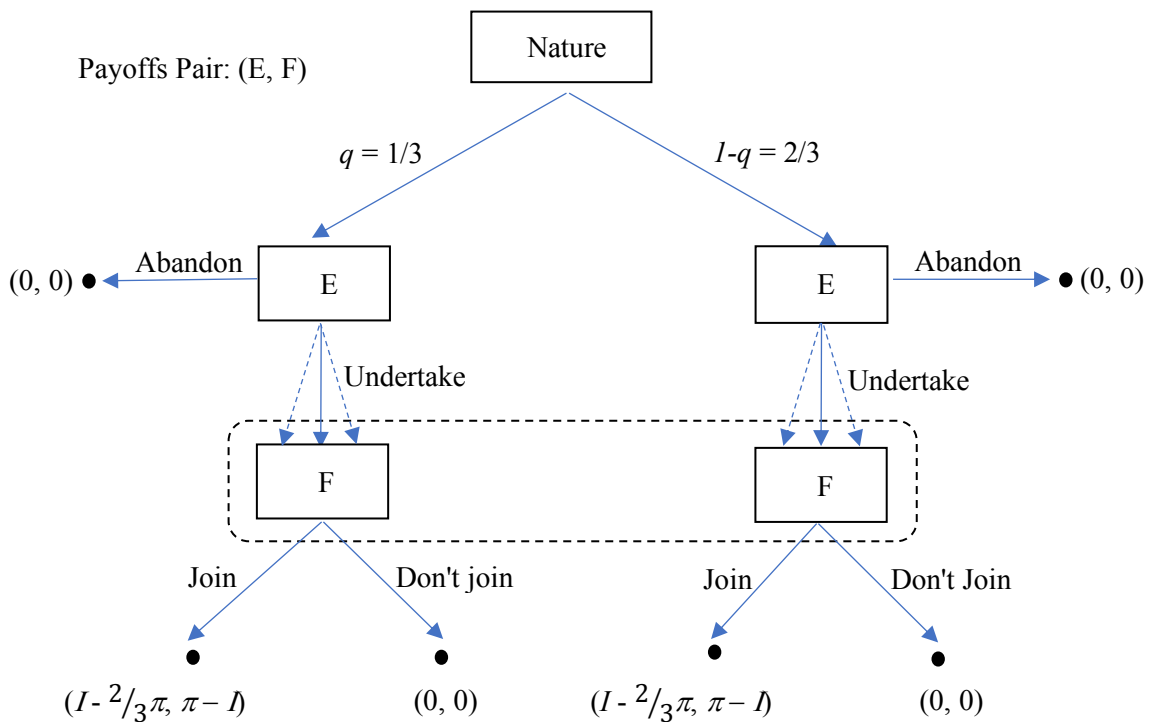 Nature
Payoffs Pair: (E, F)
q = 1/3
1-q = 2/3
Abandon
E
E
Abandon
(0, 0)
(0, 0)
Undertake
Undertake
F
F
Join
Don't join
Join
Don't Join
(I - 2/3π, π – I)
(0, 0)
(I - 2/3π, π – I)
(0, 0)